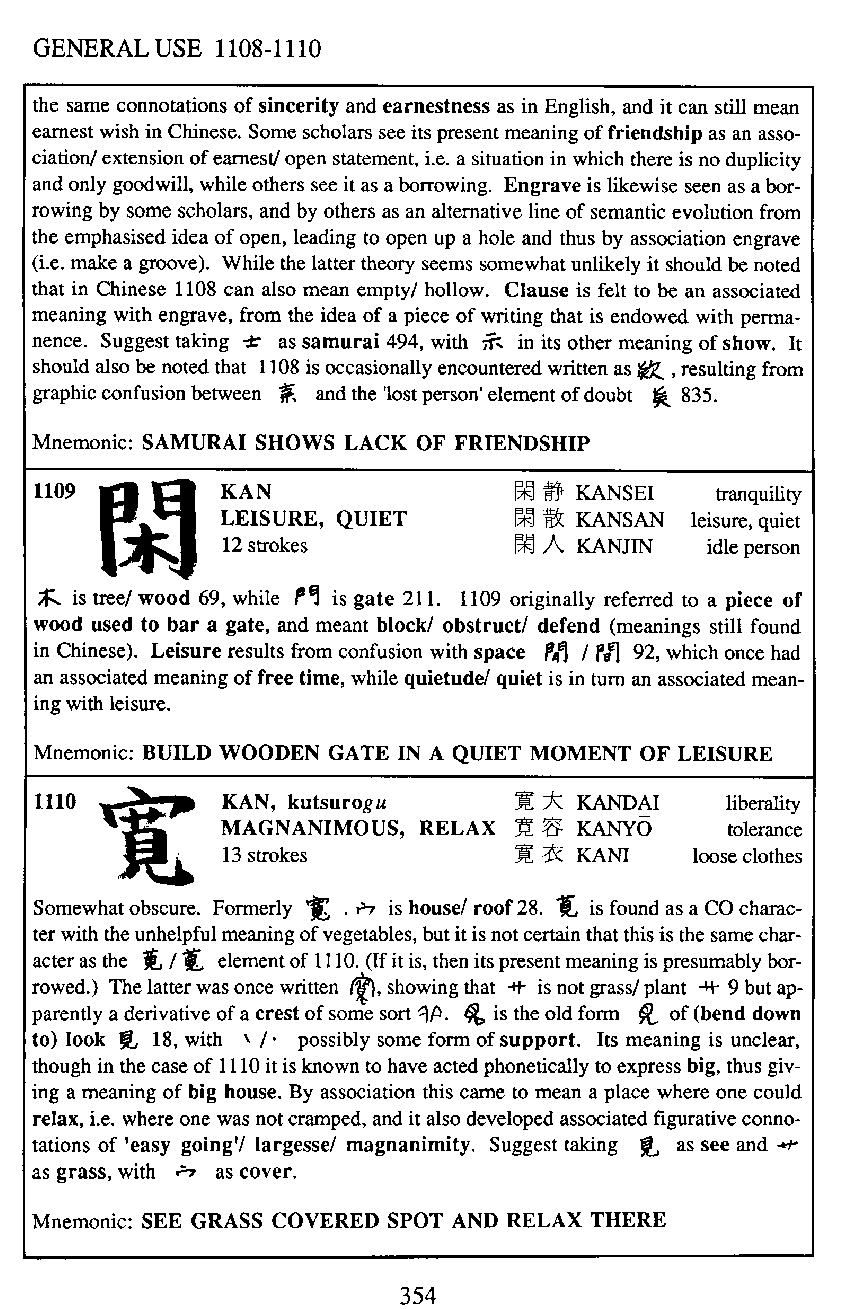 GENERAL USE 1108-1110
the same connotations of sincerity and earnestness as in English, and it can still mean
earnest wish in Chinese. Some scholars see its present meaning of friendship as an asso-
ciation/ extension of earnest/ open statement, i.e. a situation in which there is no duplicity
and only goodwill, while others see it as a borrowing. Engrave is likewise seen as a bor-
rowing by some scholars, and by others as an alternative line of semantic evolution from
the emphasised idea of open, leading to open up a hole and thus by association engrave
(i.e. make a groove). While the latter theory seems somewhat unlikely it should be noted
that in Chinese 1108 can also mean empty/ hollow. Clause is felt to be an associated
meaning with engrave, from the idea of a piece of writing that is endowed with perma-
nence. Suggest taking 士 as samurai 494, with 示 in its other meaning of show. It
should also be noted that 1108 is occasionally encountered written as , resulting from
graphic confusion between and the 'lost person' element of doubt 835.
Mnemonic: SAMURAI SHOWS LACK OF FRIENDSHIP
1109 閑 KAN 閑静 KANSEI tranquility
LEISURE, QUIET 閑散 KANSAN leisure, quiet
12 strokes 閑人 KANJIN idle person
木 is tree/ wood 69, while 門 is gate 211. 1109 originally referred to a piece of
wood used to bar a gate, and meant block/ obstruct/ defend (meanings still found
in Chinese). Leisure results from confusion with space 間 / 92, which once had
an associated meaning of free time, while quietude/ quiet is in turn an associated mean-
ing with leisure.
Mnemonic: BUILD WOODEN GATE IN A QUIET MOMENT OF LEISURE
1110 寛 KAN, kutsurogu 寛大 KANDAI liberality
MAGNANIMOUS, RELAX 寛容 KANYŌ tolerance
13 strokes 寛衣 KANI loose clothes
Somewhat obscure. Formerly 寬 . 宀 is house/ roof 28. 萈 is found as a CO charac-
ter with the unhelpful meaning of vegetables, but it is not certain that this is the same char-
acter as the / 萈 element of 1110. (If it is, then its present meaning is presumably bor-
rowed.) The latter was once written , showing that is not grass/ plant 9 but ap-
parently a derivative of a crest of some sort . is the old form of (bend down
to) look 見 18, with 丶 / · possibly some form of support. Its meaning is unclear,
though in the case of 1110 it is known to have acted phonetically to express big, thus giv-
ing a meaning of big house. By association this came to mean a place where one could
relax, i.e. where one was not cramped, and it also developed associated figurative conno-
tations of 'easy going'/ largesse/ magnanimity. Suggest taking 見 as see and 艹
as grass, with 宀 as cover.
Mnemonic: SEE GRASS COVERED SPOT AND RELAX THERE
354